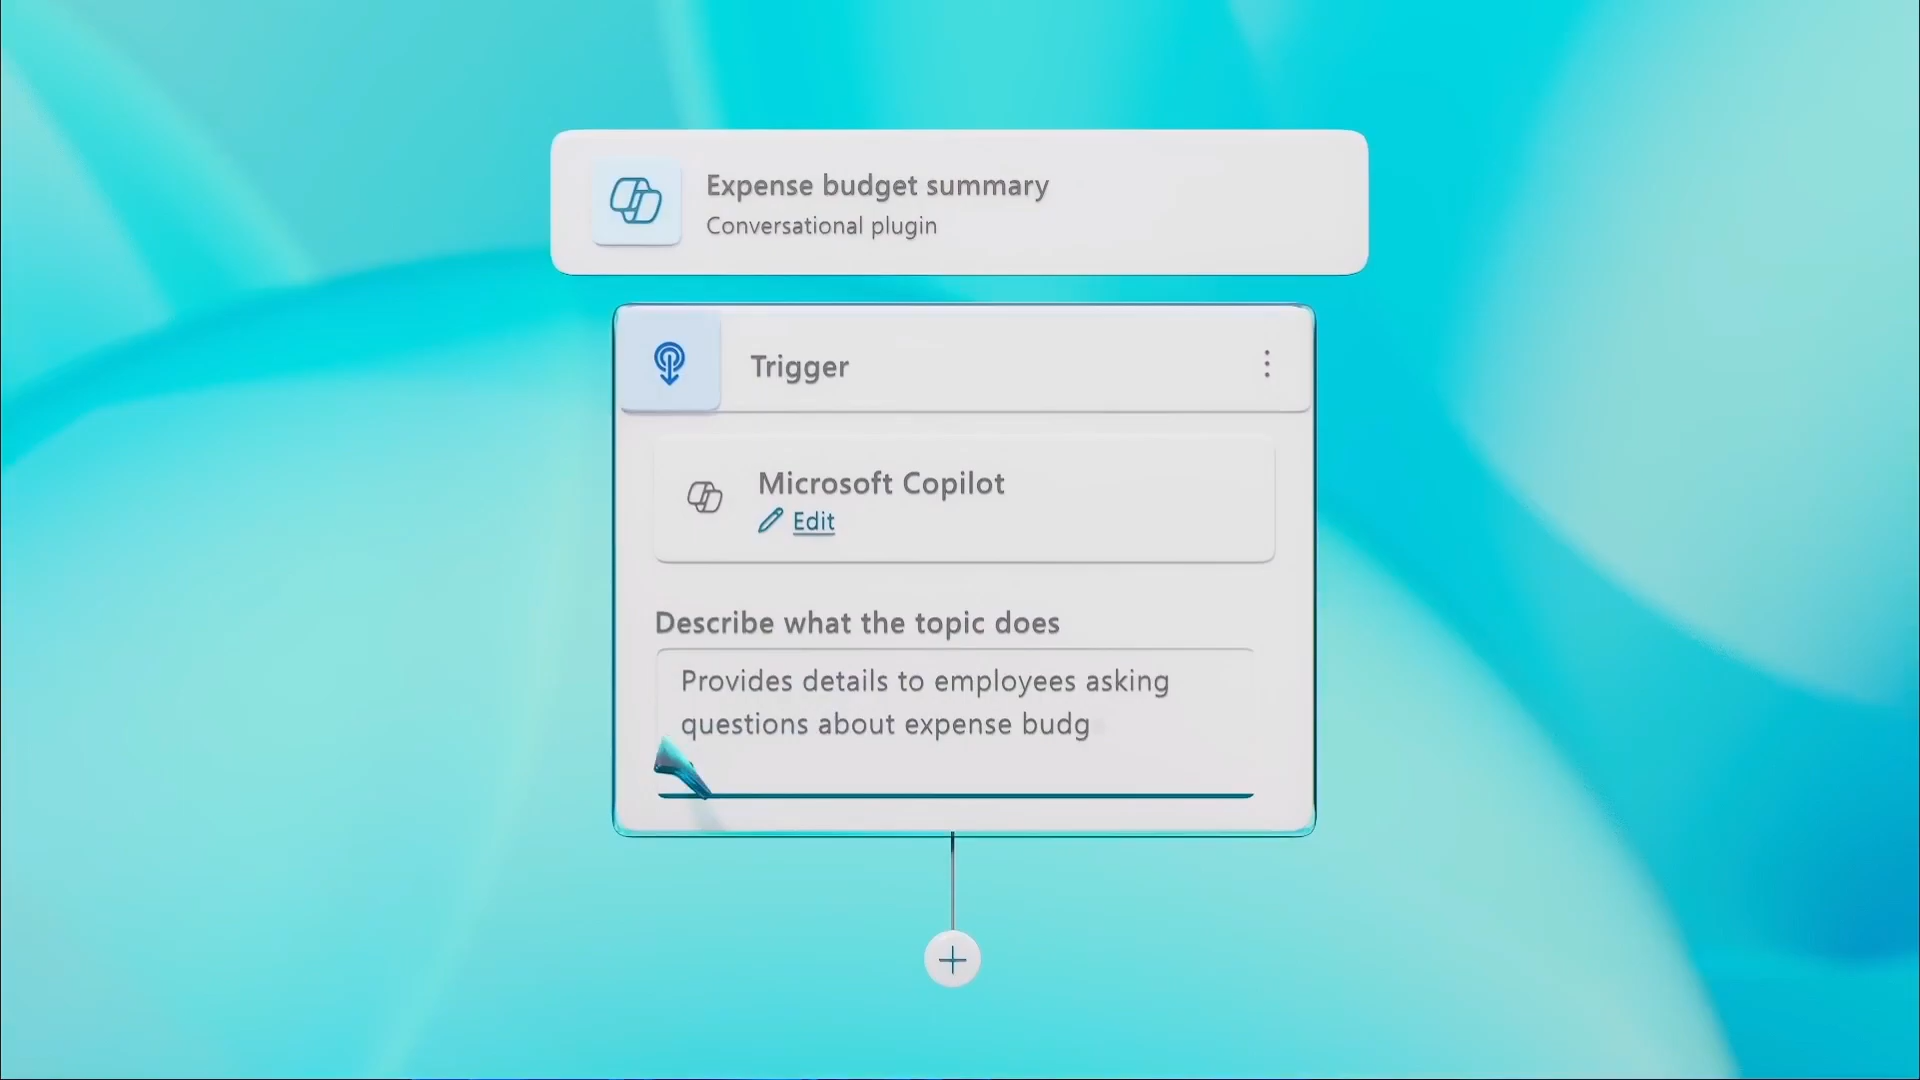 Expense budget summary
Conversational plugin
Trigger
Microsoft Copilot
Edit
Describe what the topic does
Provides details to employees asking
questions about expense budg